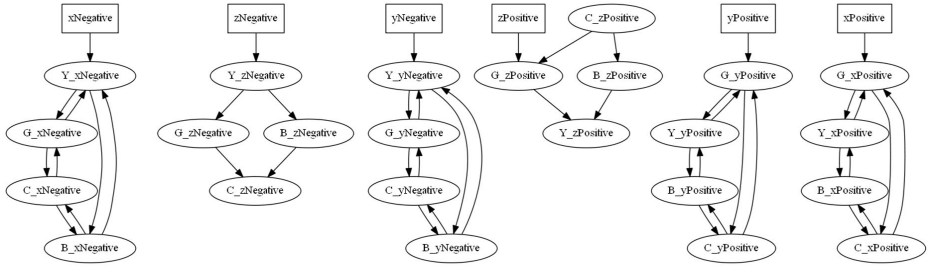 xNegative
zNegative
yNegative
zPositive
C_zPositive
yPositive
xPositive
Y_xNegative
Y_zNegative
Y_yNegative
G_zPositive
B_zPositive
G_yPositive
G_xPositive
G_xNegative
G_zNegative
B_zNegative
G_yNegative
Y_zPositive
Y_yPositive
Y_xPositive
C_xNegative
C_zNegative
C_yNegative
B_yPositive
B_xPositive
B_xNegative
B_yNegative
C_yPositive
C_xPositive